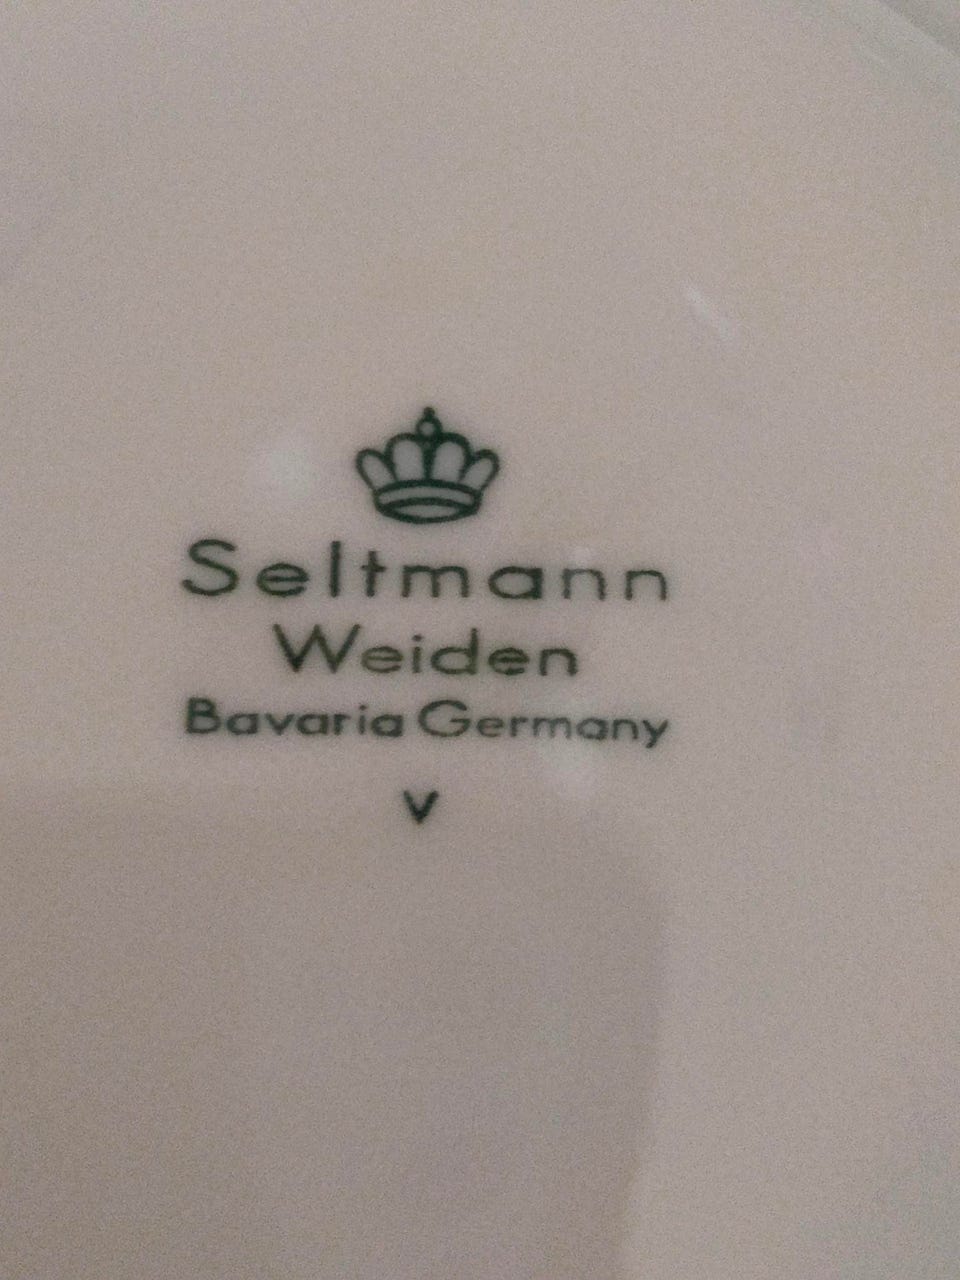 Seltmann
Weiden
Bavaria Germany
V